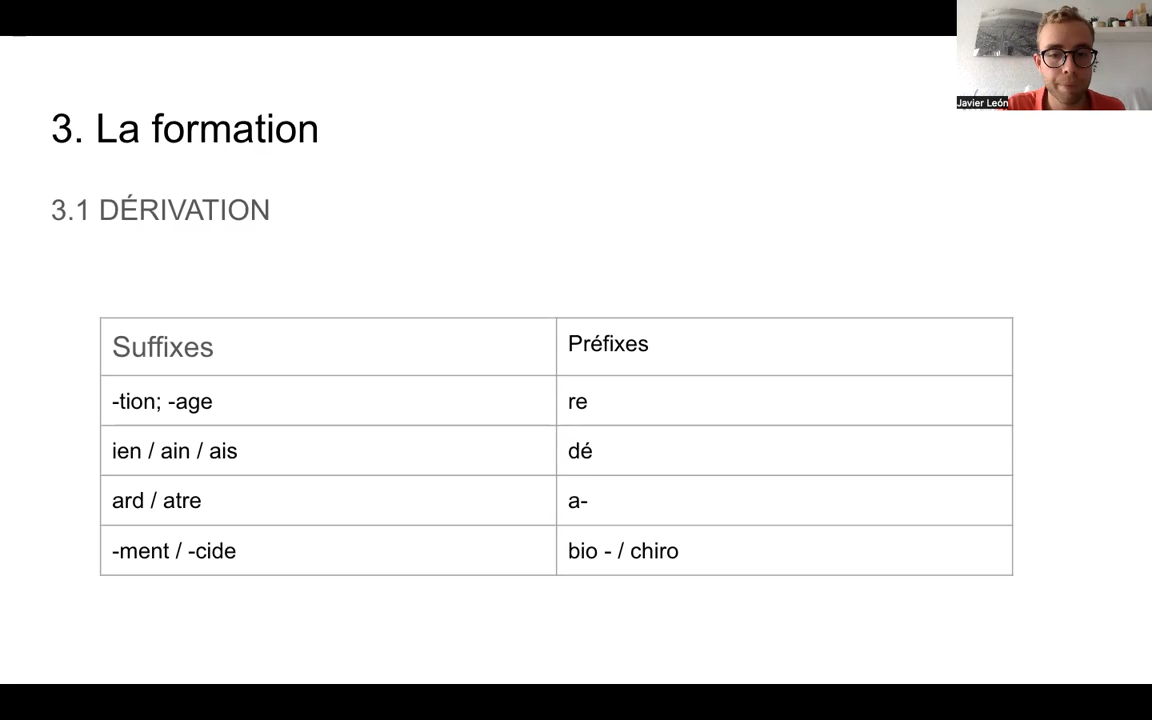 Javier León
3. La formation
3.1 DÉRIVATION
Suffixes
Préfixes
-tion; -age
re
ien / ain / ais
dé
ard / atre
a-
-ment / -cide
bio - / chiro